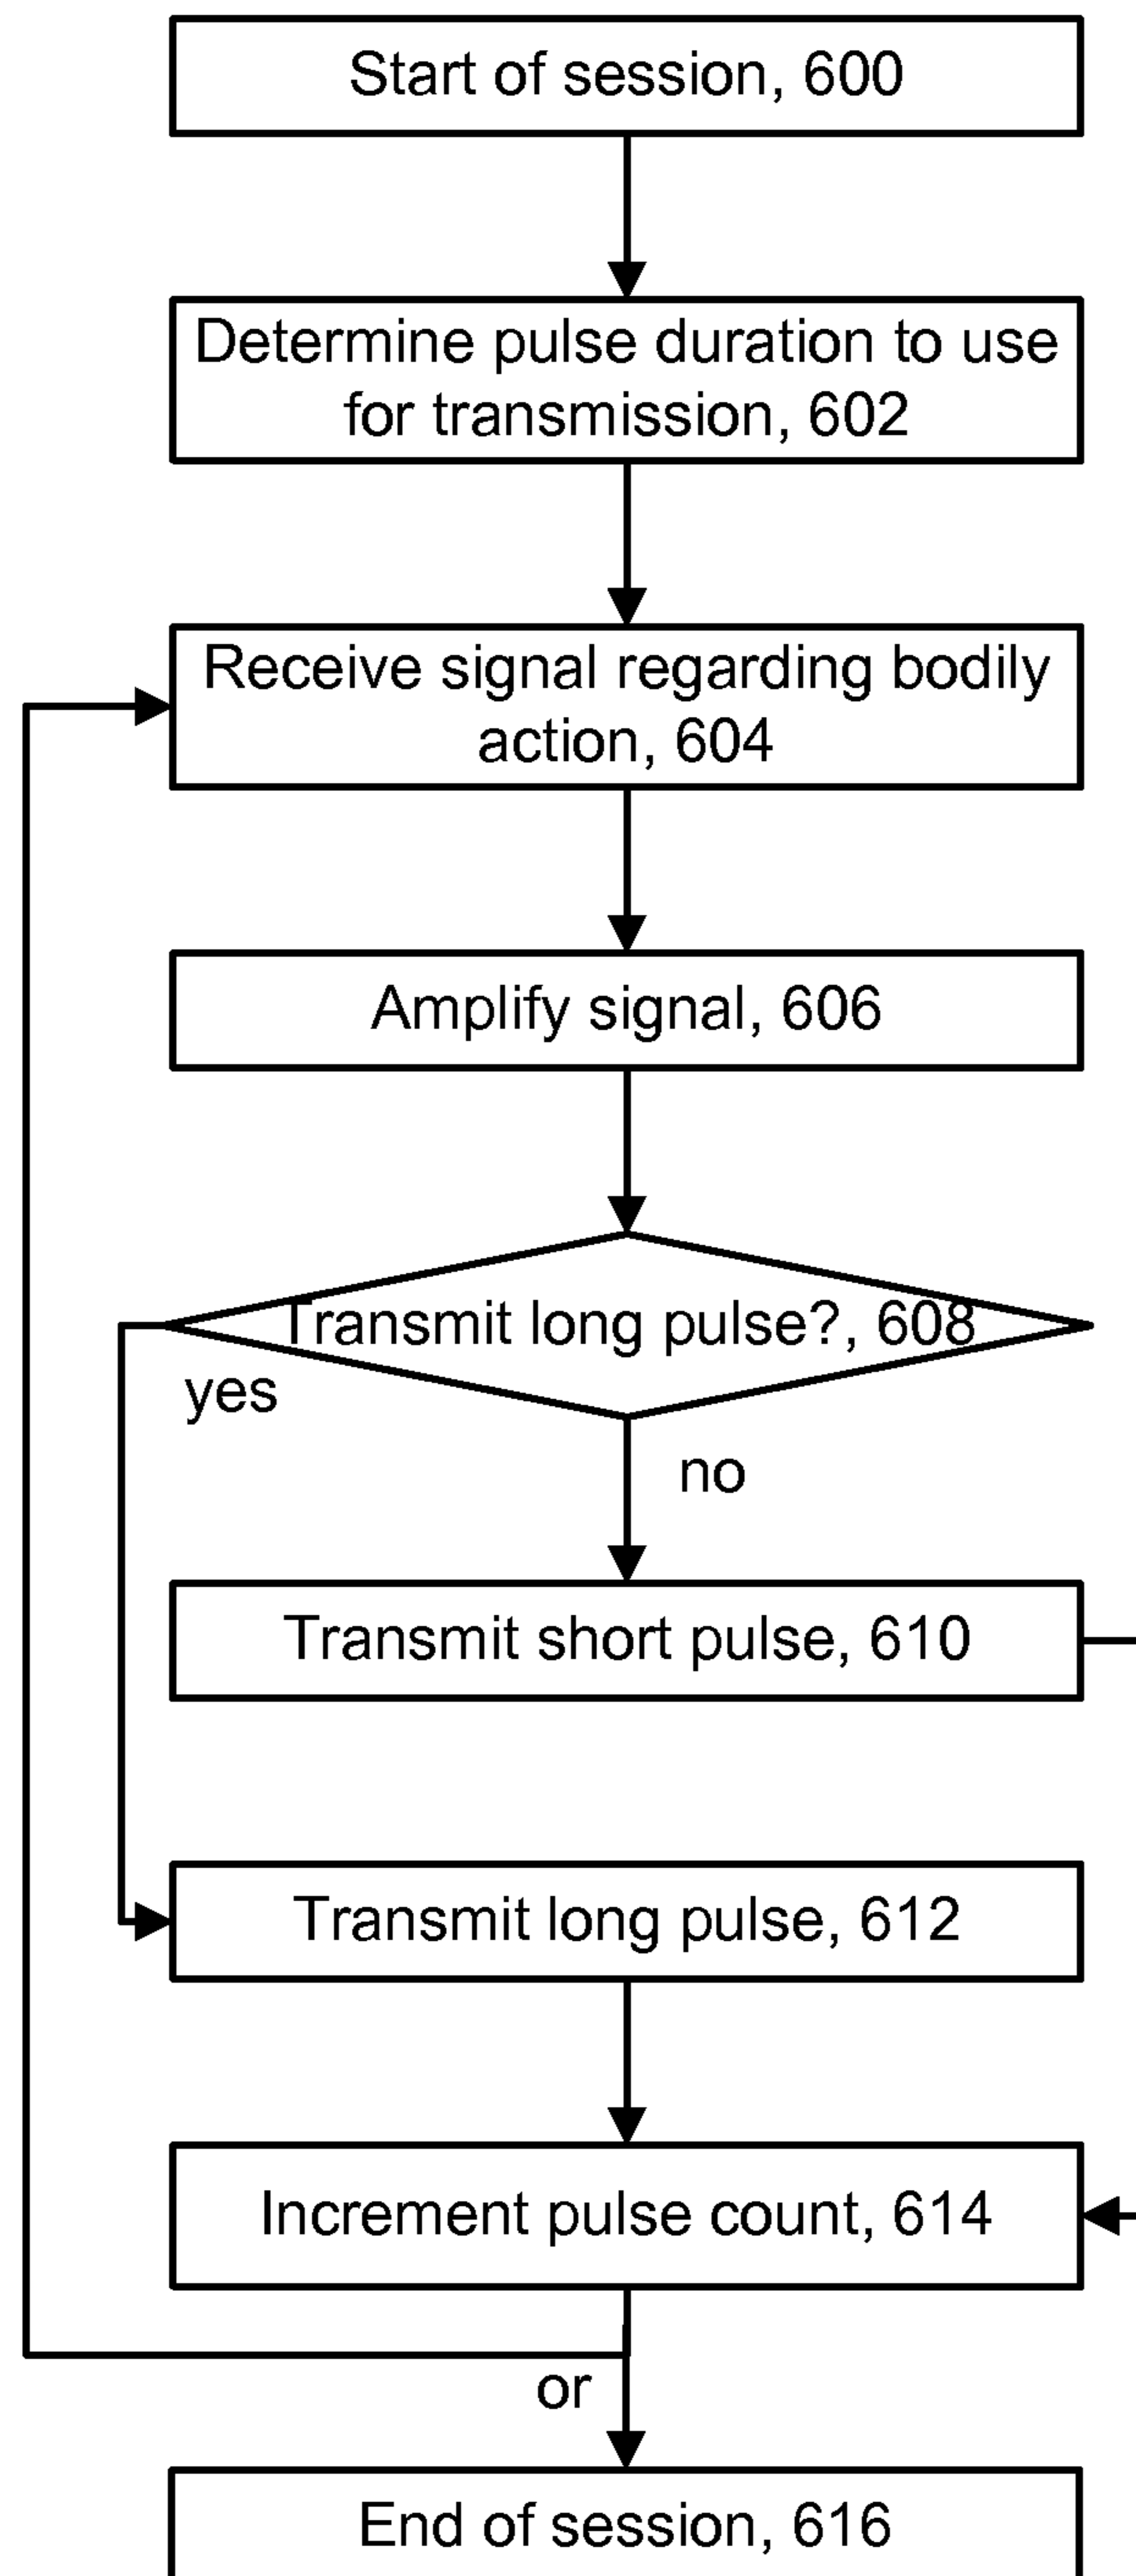 Start of session, 600
Determine pulse duration to use
for transmission, 602
Receive signal regarding bodily
action, 604
Amplify signal, 606
Transmit long pulse?, 608
yes
no
Transmit short pulse, 610
Transmit long pulse, 612
Increment pulse count, 614
or
End of session, 616